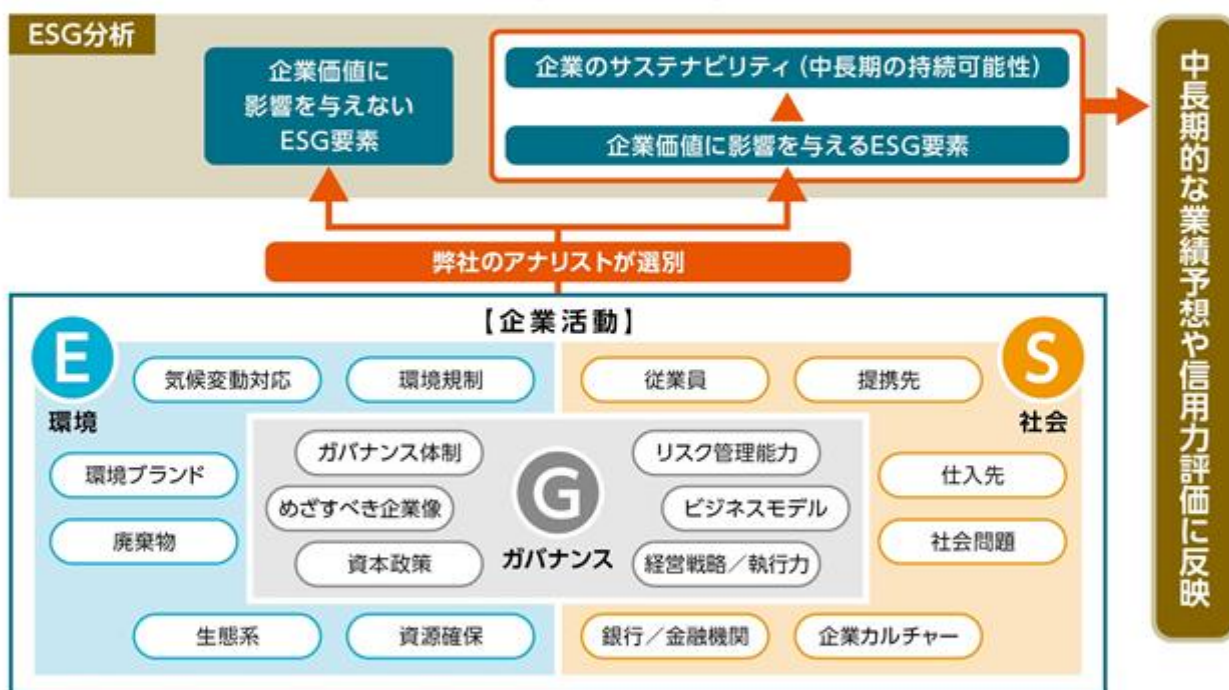 ESG分析
企業価値に
影響を与えない
ESG要素
企業のサステナビリティ（中長期の持続可能性）
企業価値に影響を与えるESG要素
中長期的な業績予想や信用力評価に反映
弊社のアナリストが選別
【企業活動】
E
環境
気候変動対応
環境規制
環境ブランド
廃棄物
生態系
資源確保
G
ガバナンス
ガバナンス体制
めざすべき企業像
資本政策
リスク管理能力
ビジネスモデル
経営戦略／執行力
S
社会
従業員
提携先
仕入先
社会問題
銀行／金融機関
企業カルチャー